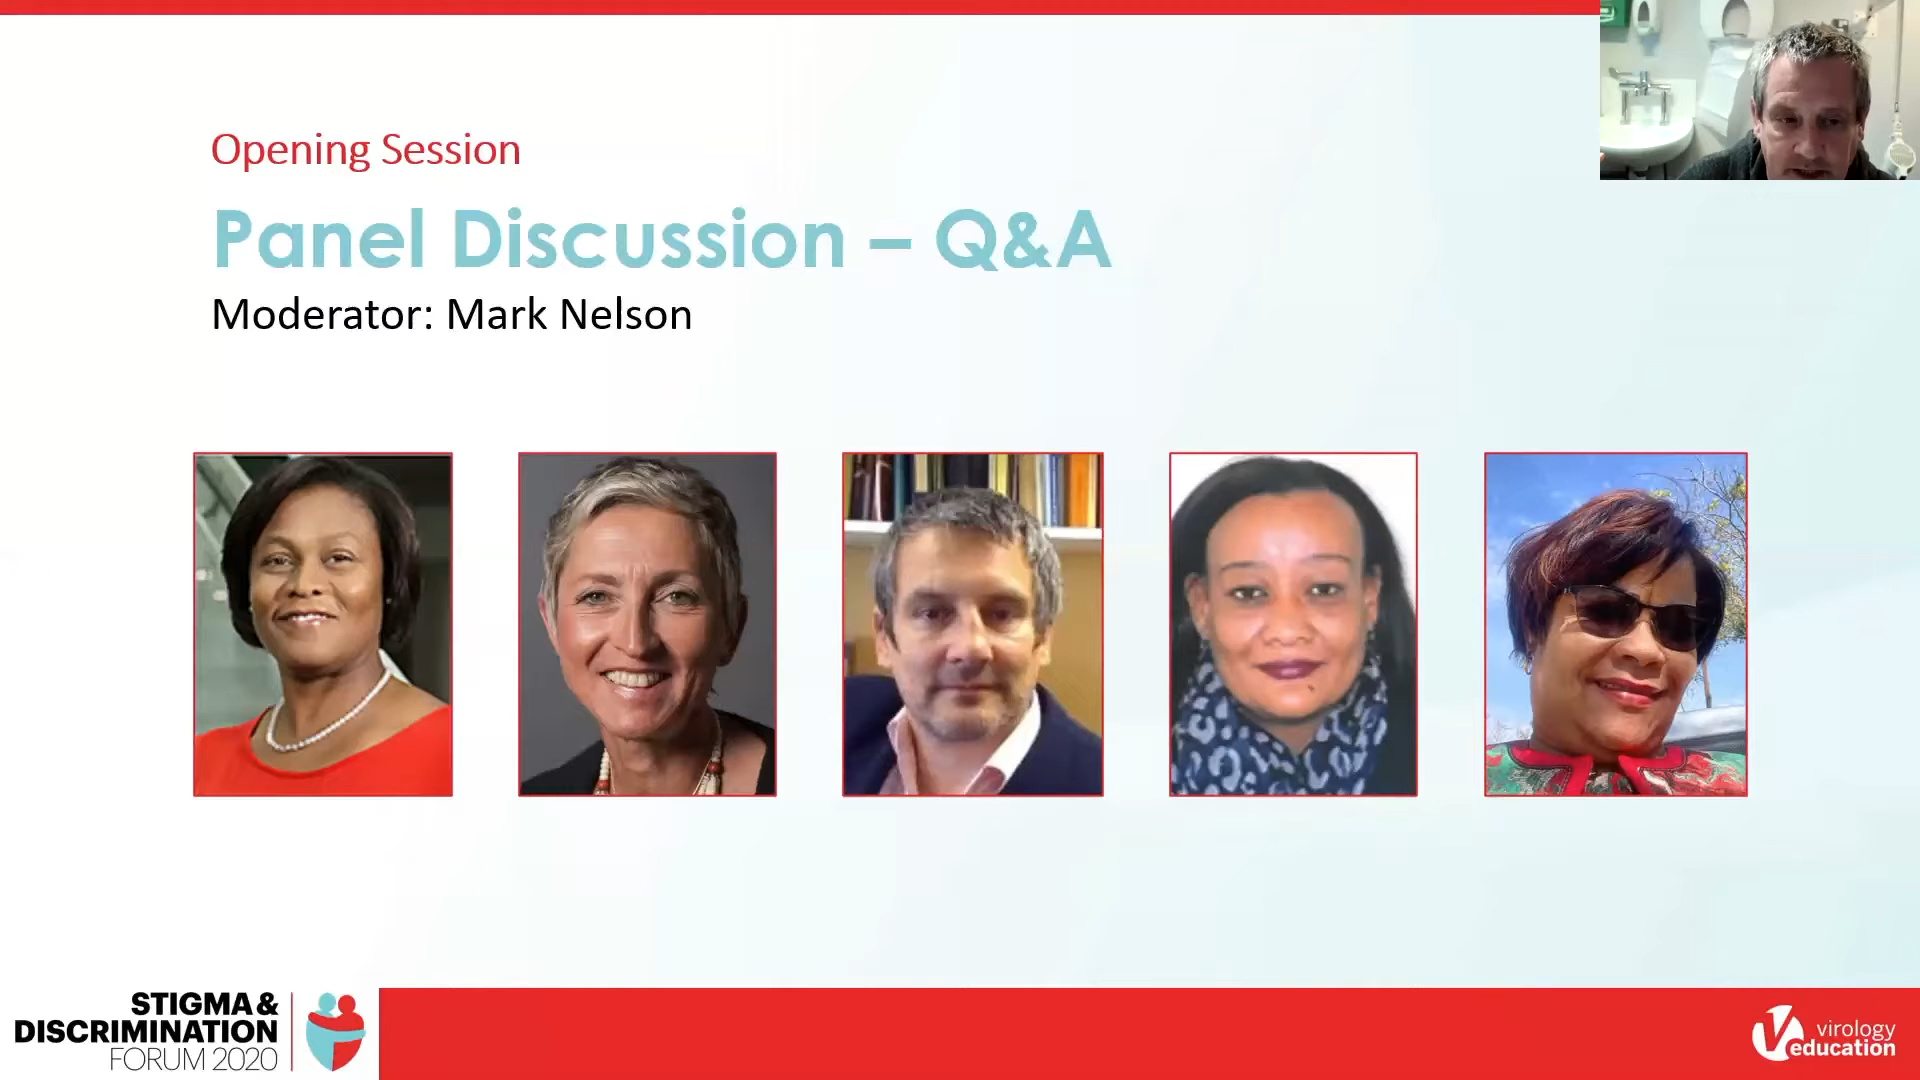 Opening Session
Panel Discussion – Q&A
Moderator: Mark Nelson
STIGMA &
DISCRIMINATION
FORUM 2020
virology
education